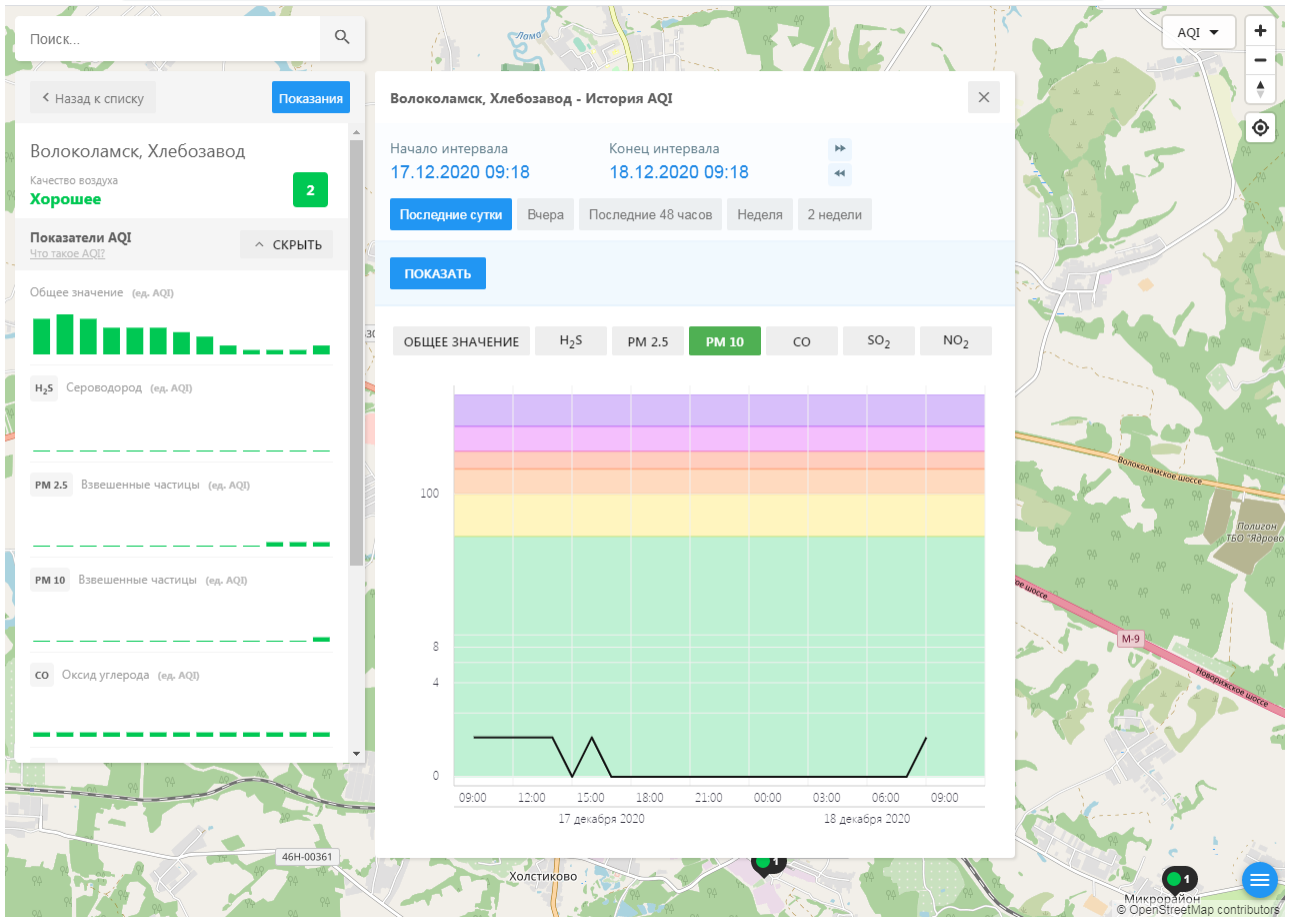 Поиск...
AQI
Назад к списку
Показания
Волоколамск, Хлебозавод
Качество воздуха
Хорошее
2
Показатели AQI
Что такое AQI?
СКРЫТЬ
Общее значение (ед. AQI)
H2S Сероводород (ед. AQI)
PM 2.5 Взвешенные частицы (ед. AQI)
PM 10 Взвешенные частицы (ед. AQI)
CO Оксид углерода (ед. AQI)
Волоколамск, Хлебозавод - История AQI
Начало интервала
17.12.2020 09:18
Конец интервала
18.12.2020 09:18
Последние сутки
Вчера
Последние 48 часов
Неделя
2 недели
ПОКАЗАТЬ
ОБЩЕЕ ЗНАЧЕНИЕ
H2S
PM 2.5
PM 10
CO
SO2
NO2
100
8
4
0
09:00 12:00 15:00 18:00 21:00 00:00 03:00 06:00 09:00
17 декабря 2020 18 декабря 2020
Волоколамское шоссе
Полигон
ТБО "Ядрово
М-9
Новорижское шоссе
46Н-00361
Холстиково
1
1
Микрорайон
© OpenStreetMap contributors